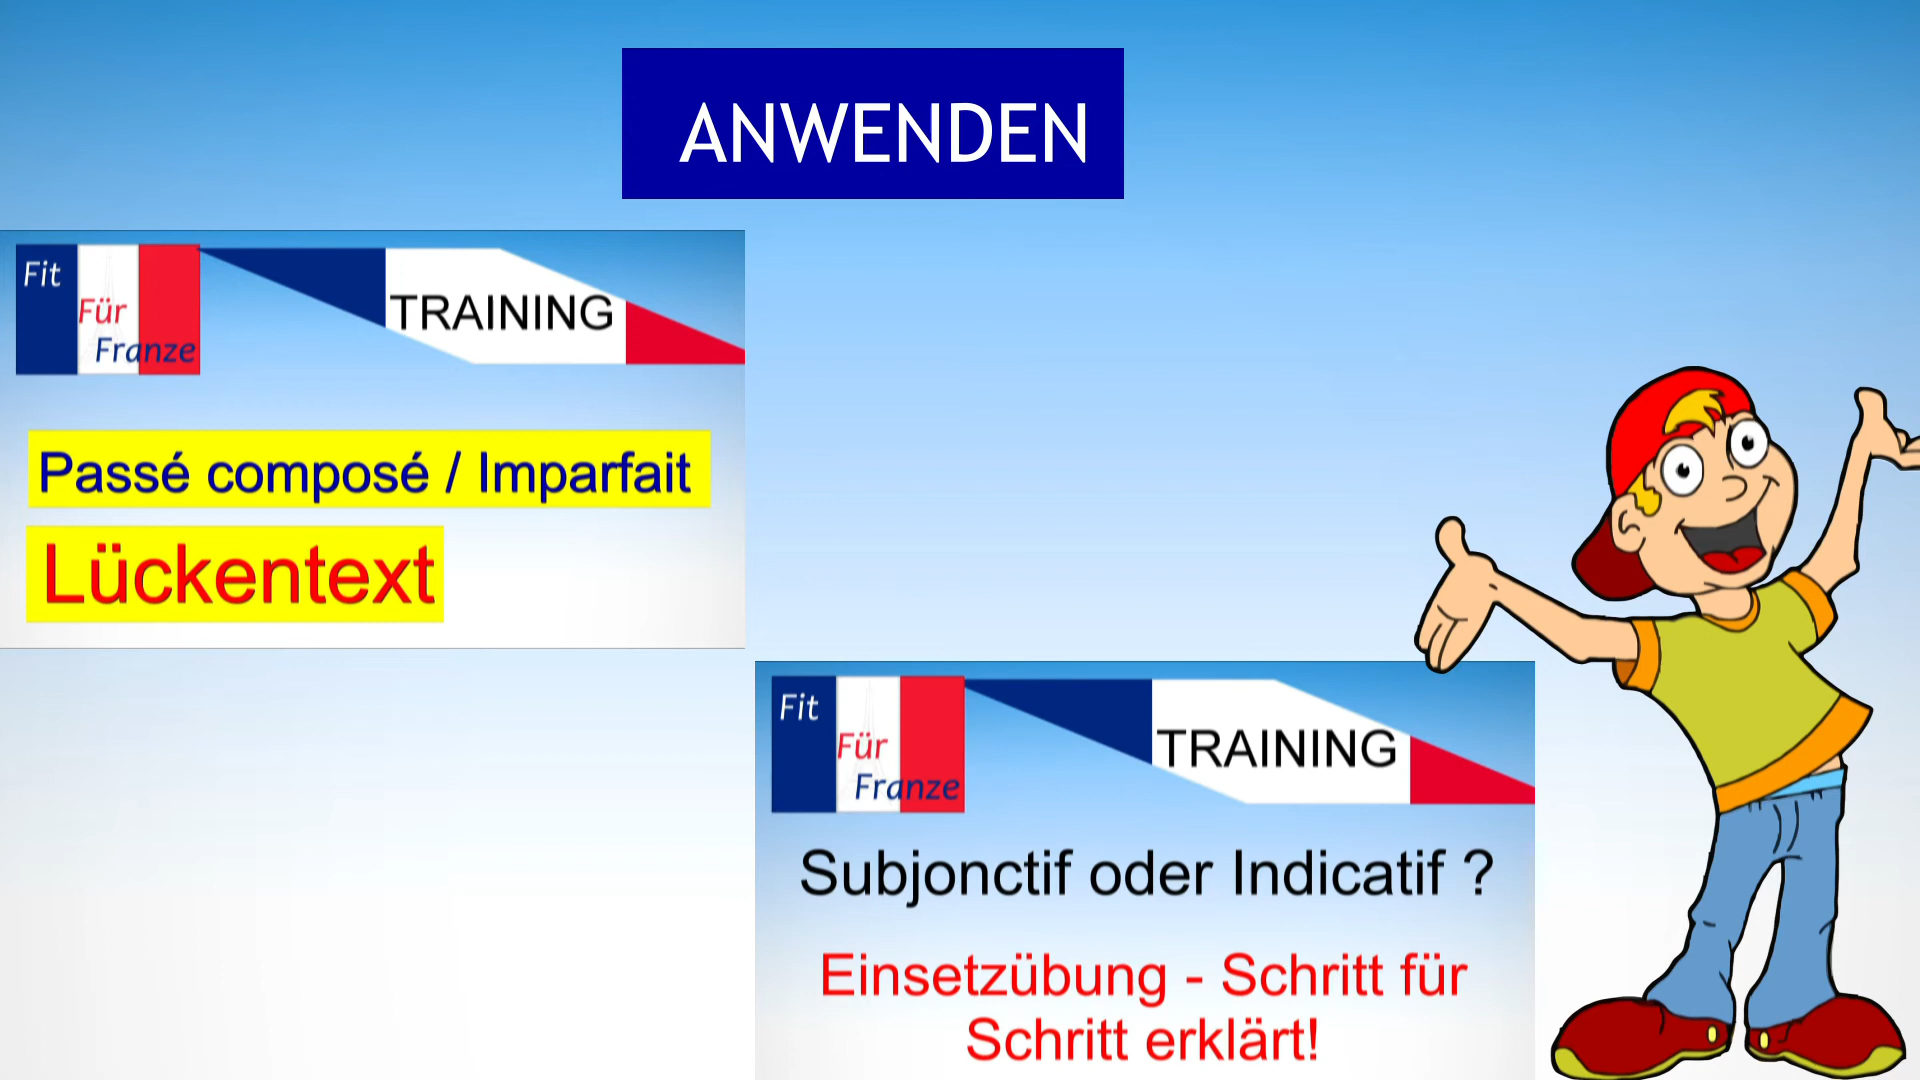 ANWENDEN
Fit
Für
Franze
TRAINING
Passé composé / Imparfait
Lückentext
Fit
Für
Franze
TRAINING
Subjonctif oder Indicatif ?
Einsetzübung - Schritt für
Schritt erklärt!